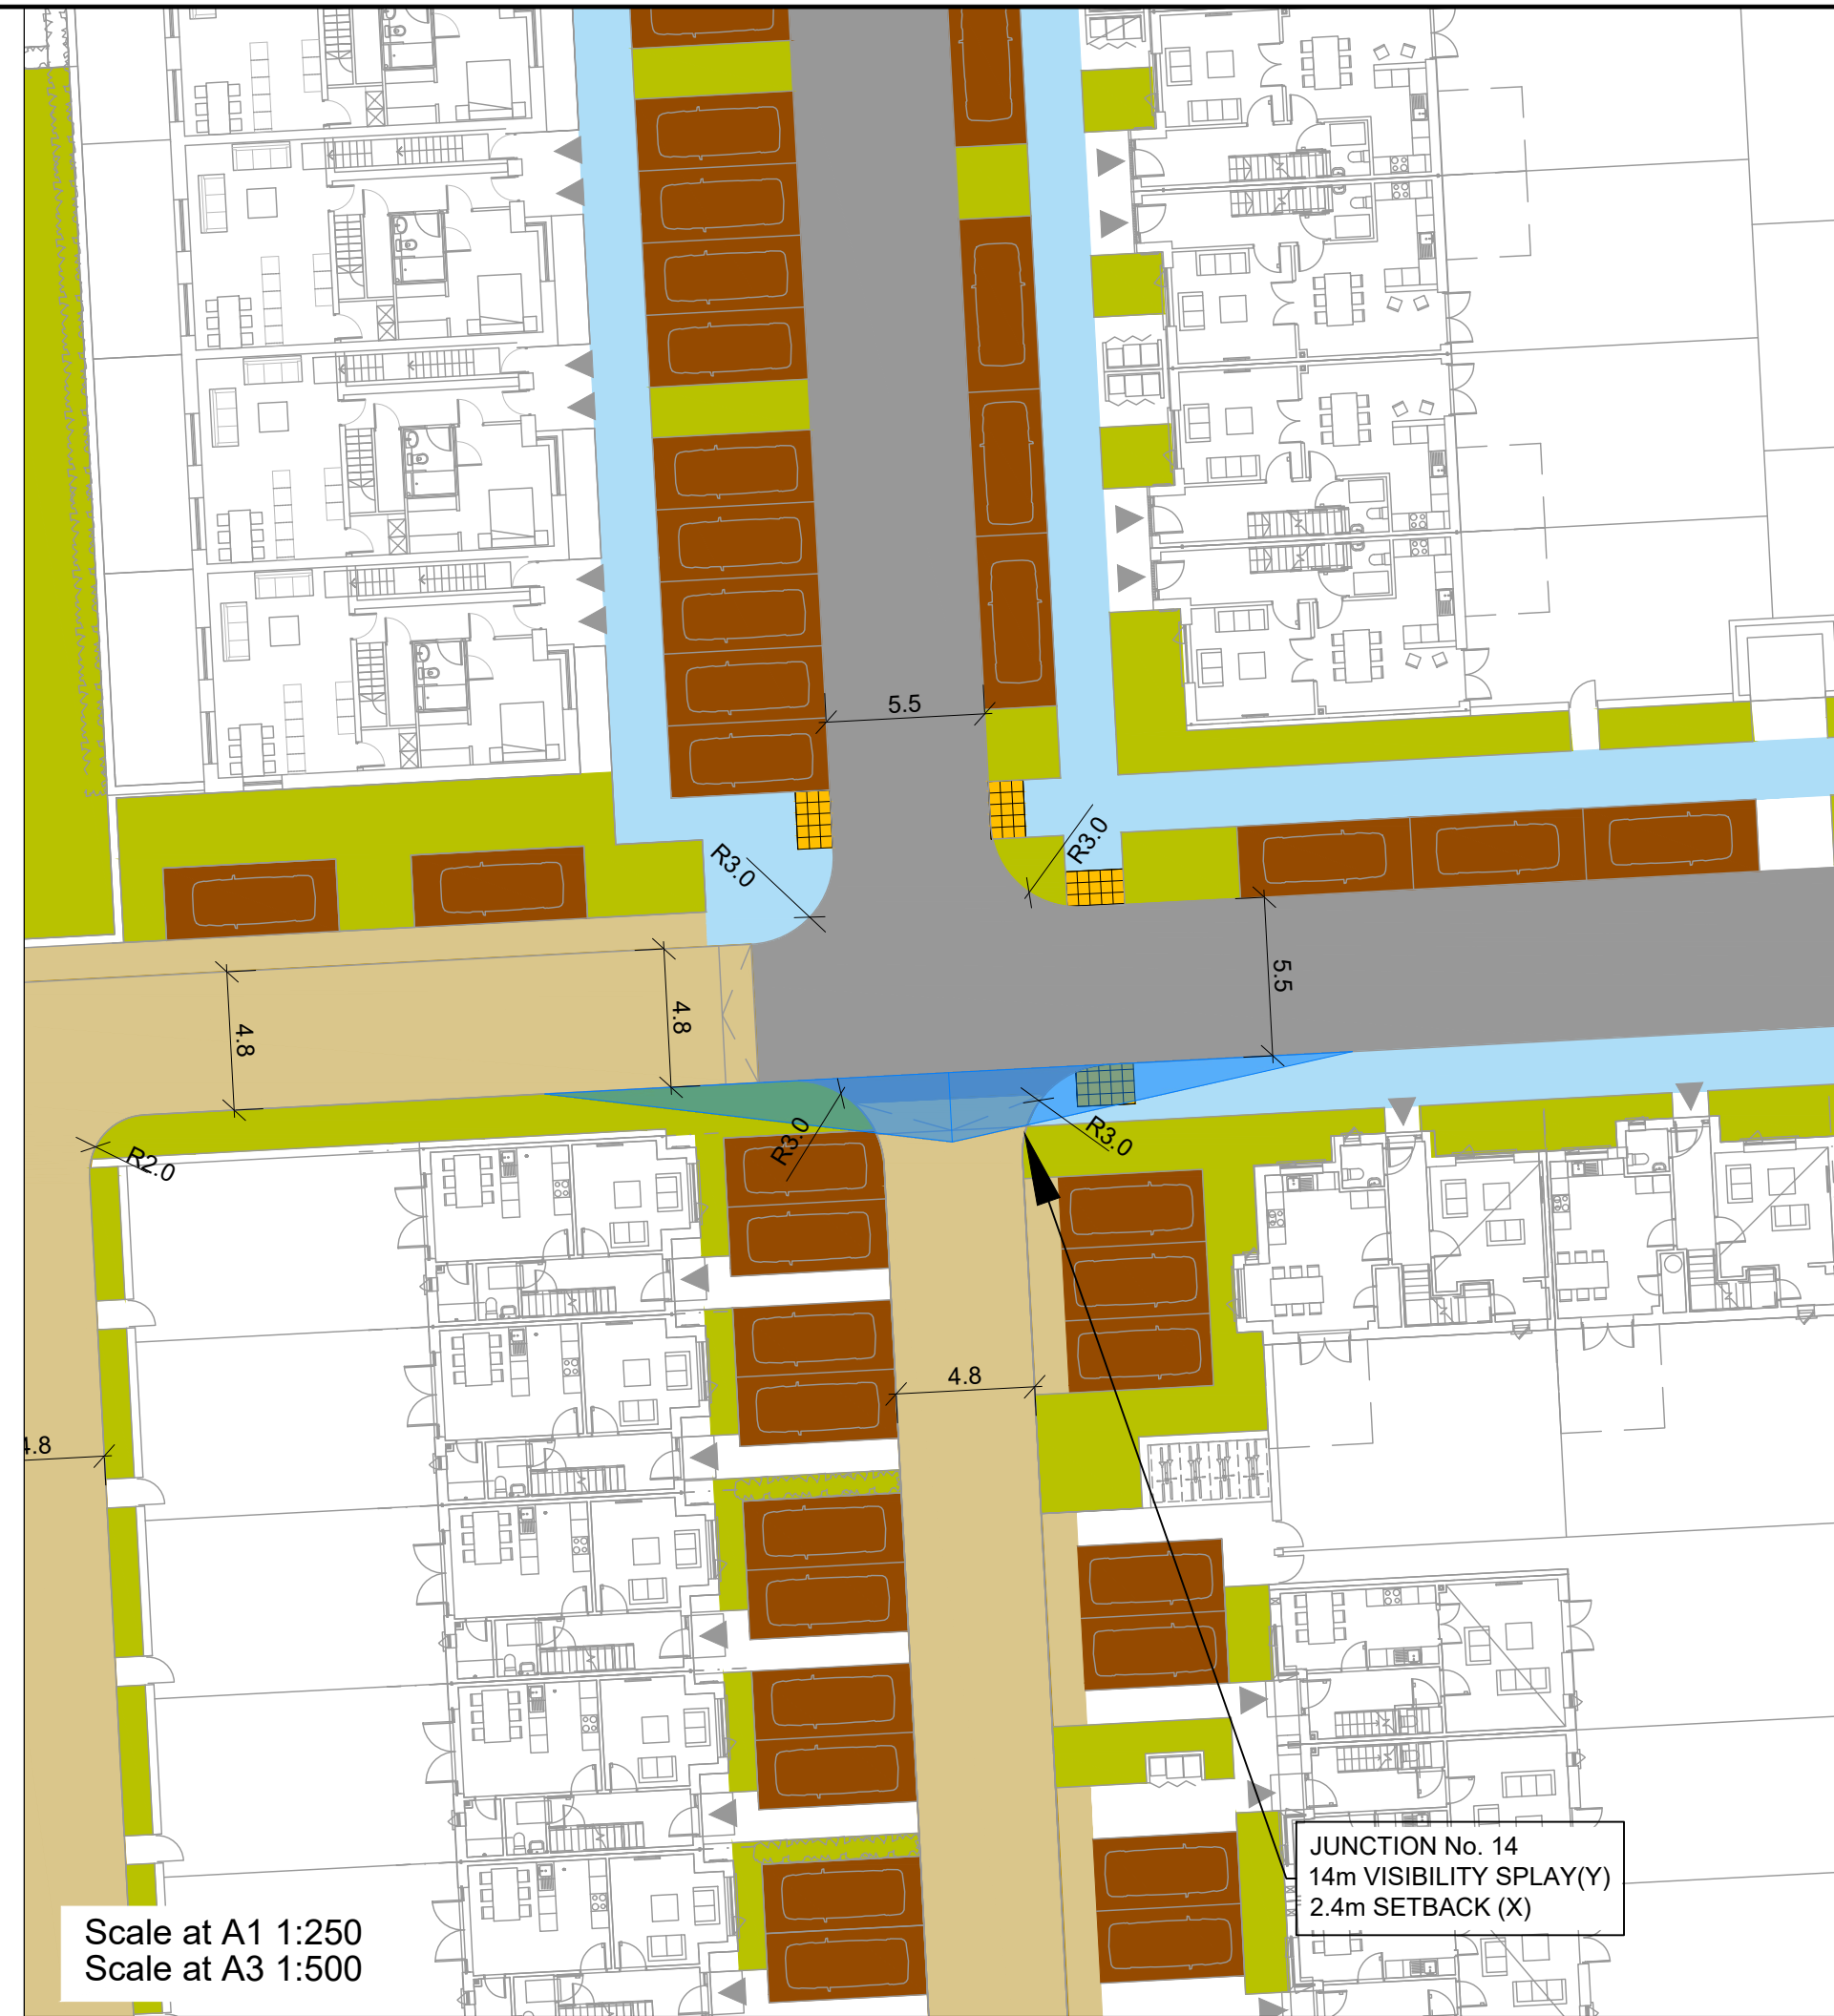 5.5
R3.0
R3.0
5.5
4.8
4.8
R3.0
R3.0
R2.0
4.8
4.8
JUNCTION No. 14
14m VISIBILITY SPLAY(Y)
2.4m SETBACK (X)
Scale at A1 1:250
Scale at A3 1:500